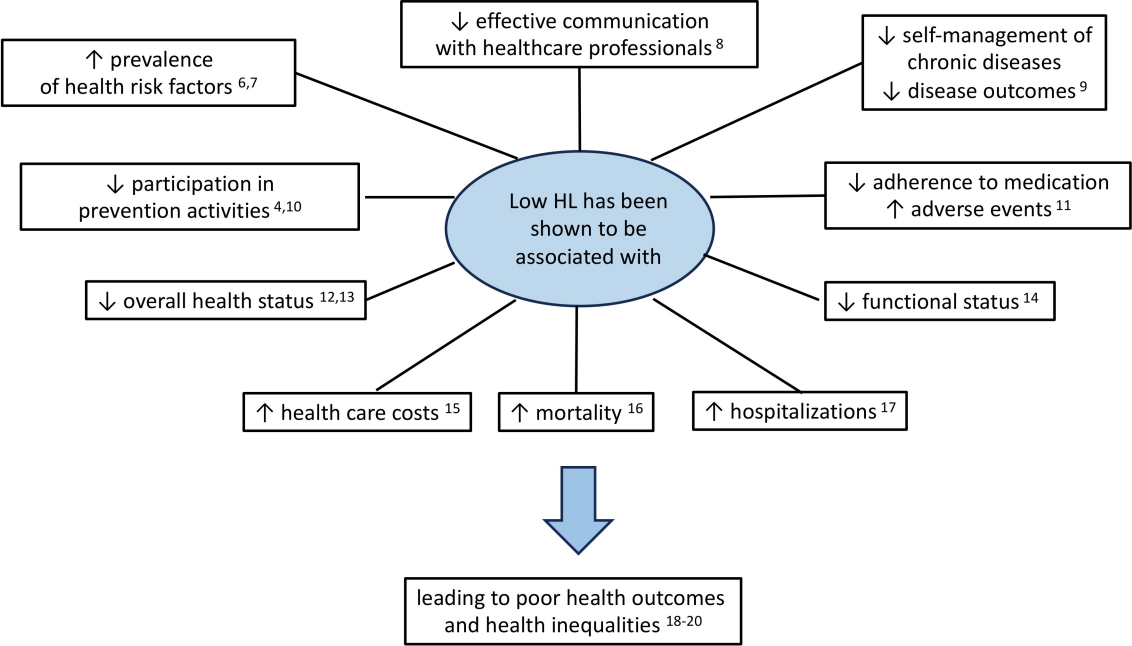 ↓ effective communication
with healthcare professionals 8
↑ prevalence
of health risk factors 6,7
↓ self-management of
chronic diseases
↓ disease outcomes 9
↓ participation in
prevention activities 4,10
Low HL has been
shown to be
associated with
↓ adherence to medication
↑ adverse events 11
↓ overall health status 12,13
↓ functional status 14
↑ health care costs 15
↑ mortality 16
↑ hospitalizations 17
leading to poor health outcomes
and health inequalities 18-20